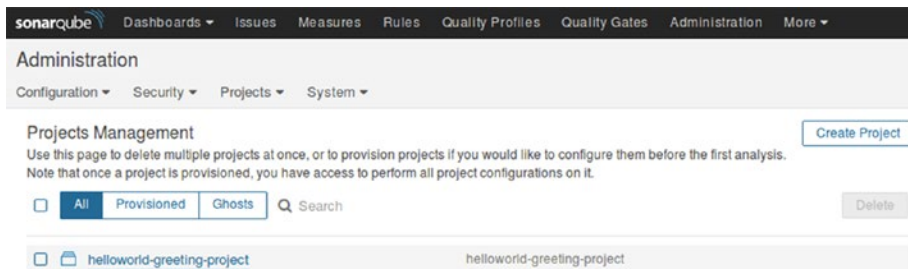 sonarqube Dashboards Issues Measures Rules Quality Profiles Quality Gates Administration More
Administration
Configuration Security Projects System
Projects Management
Create Project
Use this page to delete multiple projects at once, or to provision projects if you would like to configure them before the first analysis.
Note that once a project is provisioned, you have access to perform all project configurations on it.
All Provisioned Ghosts Search Delete
helloworld-greeting-project helloworld-greeting-project